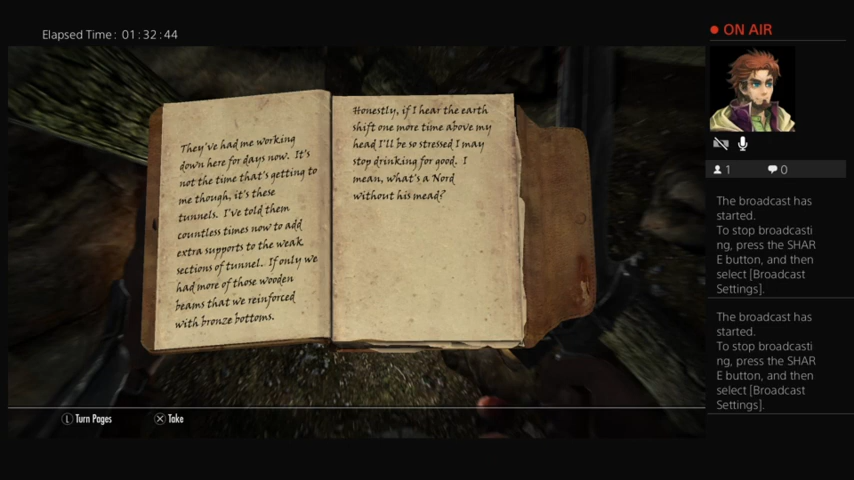 Elapsed Time: 01:32:44
They've had me working
down here for days now. It's
not the time that's getting to
me though, it's these
tunnels. I've told them
countless times now to add
extra supports to the weak
sections of tunnel. If only we
had more of those wooden
beams that we reinforced
with bronze bottoms.
Honestly, if I hear the earth
shift one more time above my
head I'll be so stressed I may
stop drinking for good. I
mean, what's a Nord
without his mead?
L Turn Pages
X Take
ON AIR
1
0
The broadcast has
started.
To stop broadcasti
ng, press the SHAR
E button, and then
select [Broadcast
Settings].
The broadcast has
started.
To stop broadcasti
ng, press the SHAR
E button, and then
select [Broadcast
Settings].